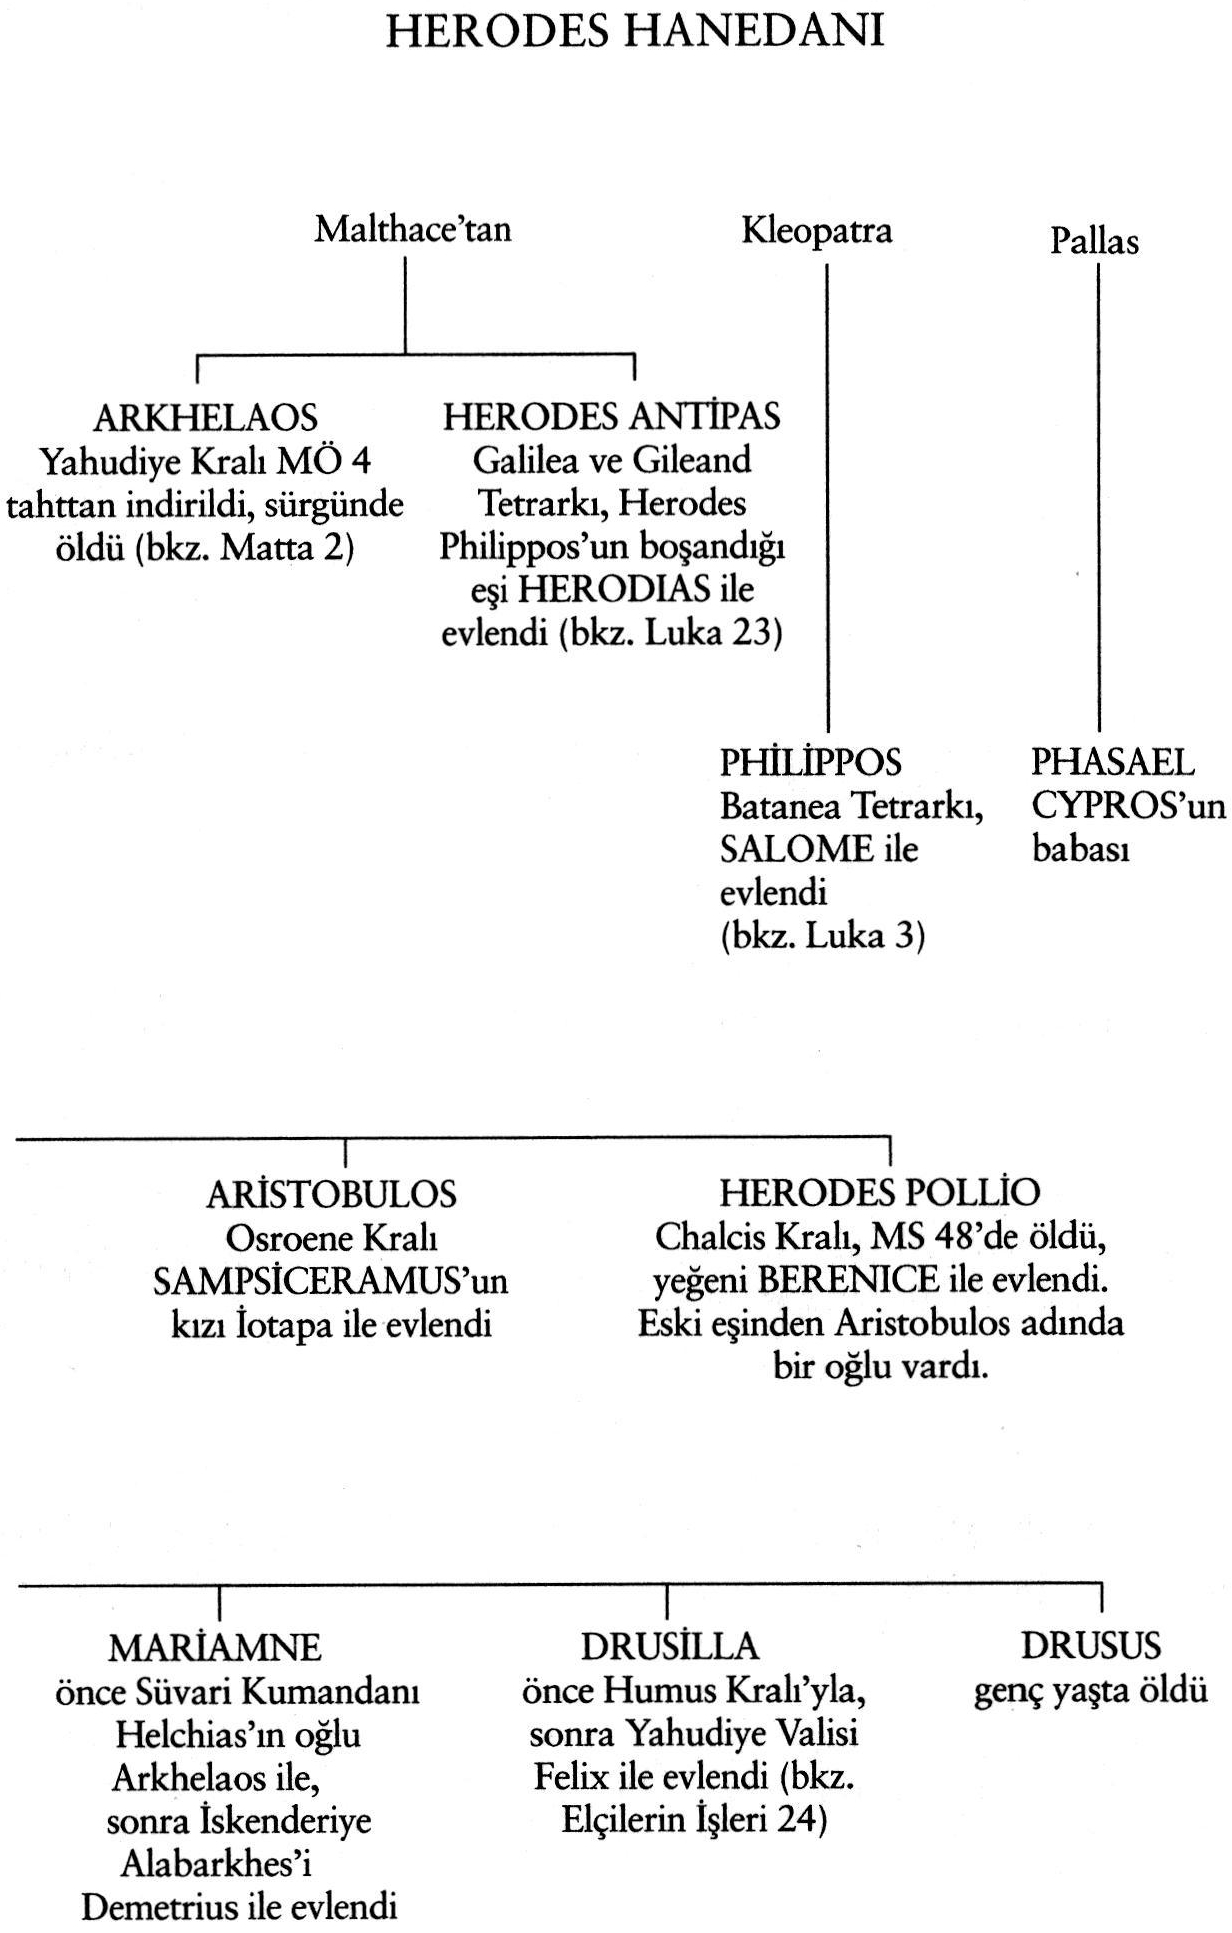 HERODES HANEDANI
Malthace'tan
Kleopatra
Pallas
ARKHELAOS
Yahudiye Kralı MÖ 4
tahttan indirildi, sürgünde
öldü (bkz. Matta 2)
HERODES ANTİPAS
Galilea ve Gileand
Tetrarkı, Herodes
Philippos'un boşandığı
eşi HERODIAS ile
evlendi (bkz. Luka 23)
PHİLİPPOS
Batanea Tetrarkı,
SALOME ile
evlendi
(bkz. Luka 3)
PHASAEL
CYPROS'un
babası
ARİSTOBULOS
Osroene Kralı
SAMPSİCERAMUS'un
kızı İotapa ile evlendi
HERODES POLLİO
Chalcis Kralı, MS 48'de öldü,
yeğeni BERENICE ile evlendi.
Eski eşinden Aristobulos adında
bir oğlu vardı.
MARİAMNE
önce Süvari Kumandanı
Helchias'ın oğlu
Arkhelaos ile,
sonra İskenderiye
Alabarkhes'i
Demetrius ile evlendi
DRUSİLLA
önce Humus Kralı'yla,
sonra Yahudiye Valisi
Felix ile evlendi (bkz.
Elçilerin İşleri 24)
DRUSUS
genç yaşta öldü